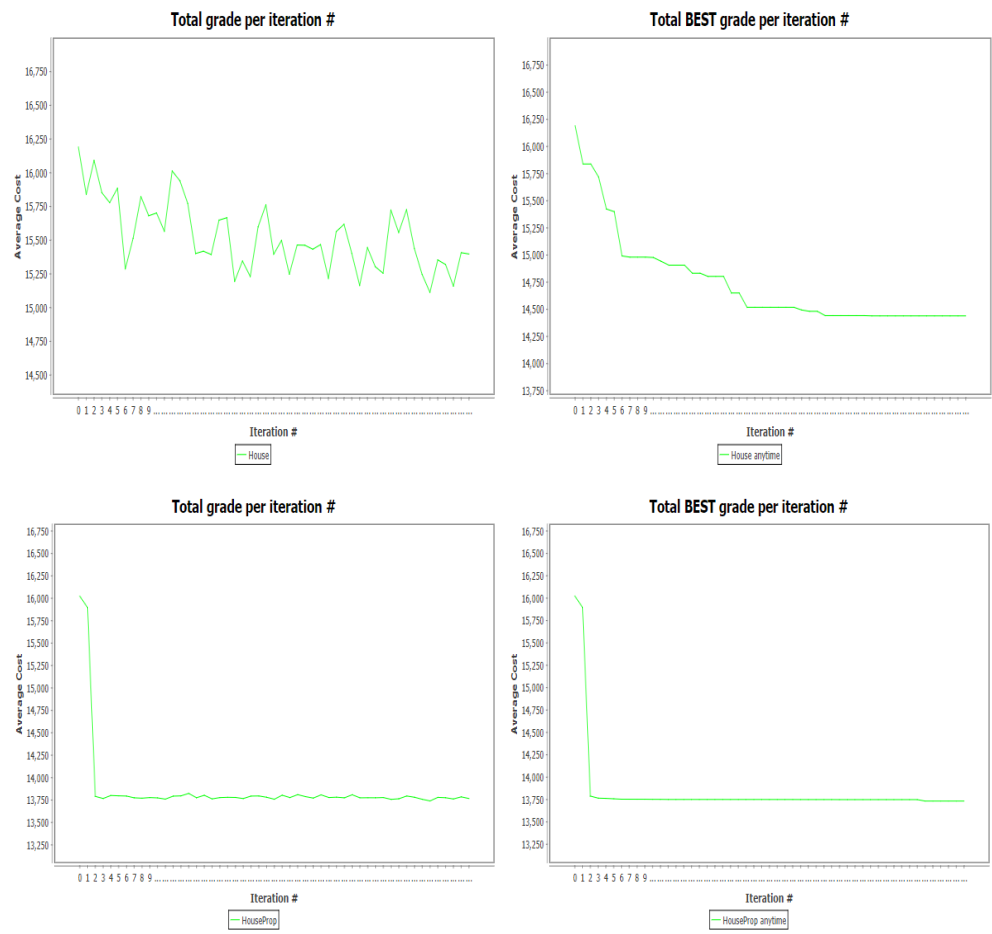 Total grade per iteration #
16,750
16,500
16,250
16,000
15,750
15,500
15,250
15,000
14,750
14,500
Average Cost
0 1 2 3 4 5 6 7 8 9 ...
Iteration #
House
Total BEST grade per iteration #
16,750
16,500
16,250
16,000
15,750
15,500
15,250
15,000
14,750
14,500
14,250
14,000
13,750
Average Cost
0 1 2 3 4 5 6 7 8 9 ...
Iteration #
House anytime
Total grade per iteration #
16,750
16,500
16,250
16,000
15,750
15,500
15,250
15,000
14,750
14,500
14,250
14,000
13,750
13,500
13,250
Average Cost
0 1 2 3 4 5 6 7 8 9 ...
Iteration #
HouseProp
Total BEST grade per iteration #
16,750
16,500
16,250
16,000
15,750
15,500
15,250
15,000
14,750
14,500
14,250
14,000
13,750
13,500
13,250
Average Cost
0 1 2 3 4 5 6 7 8 9 ...
Iteration #
HouseProp anytime